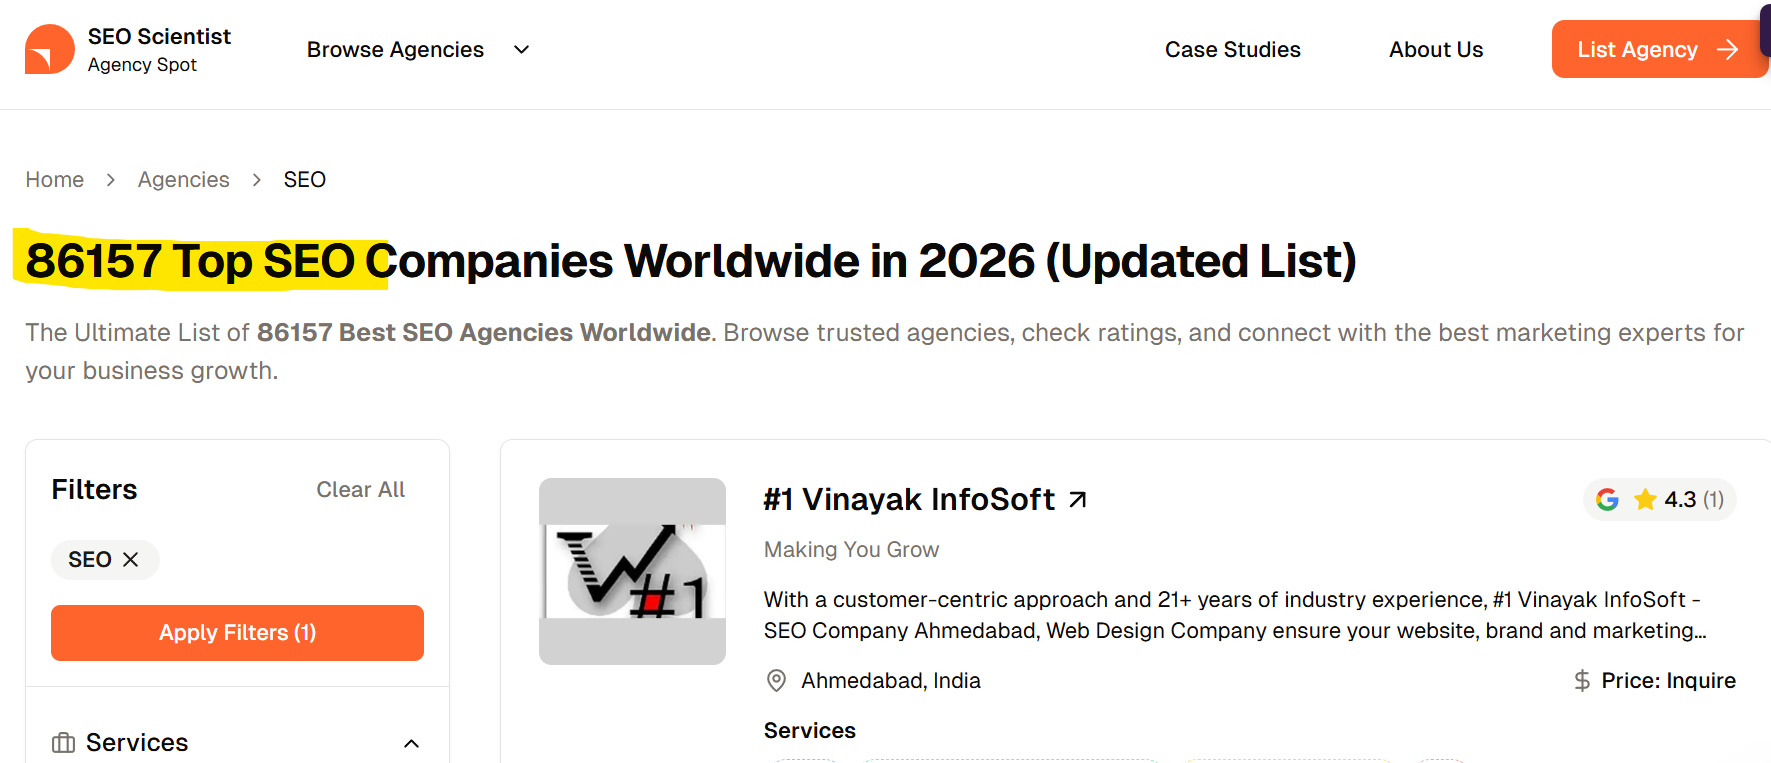 SEO Scientist
Agency Spot
Browse Agencies
Case Studies
About Us
List Agency
Home
Agencies
SEO
86157 Top SEO Companies Worldwide in 2026 (Updated List)
The Ultimate List of 86157 Best SEO Agencies Worldwide. Browse trusted agencies, check ratings, and connect with the best marketing experts for
your business growth.
Filters
Clear All
SEO
Apply Filters (1)
Services
#1
#1 Vinayak InfoSoft
4.3 (1)
Making You Grow
With a customer-centric approach and 21+ years of industry experience, #1 Vinayak InfoSoft -
SEO Company Ahmedabad, Web Design Company ensure your website, brand and marketing...
Ahmedabad, India
Price: Inquire
Services